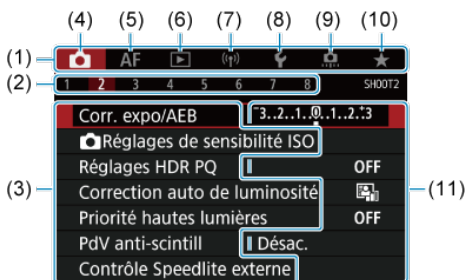 (4) (5) (6) (7) (8) (9) (10)
(1) AF
(2) 1 2 3 4 5 6 7 8 SHOOT2
Corr. expo/AEB -3..2..1..0..1..2.+3
Réglages de sensibilité ISO
Réglages HDR PQ OFF
(3) Correction auto de luminosité (11)
Priorité hautes lumières OFF
PdV anti-scintill Désac.
Contrôle Speedlite externe